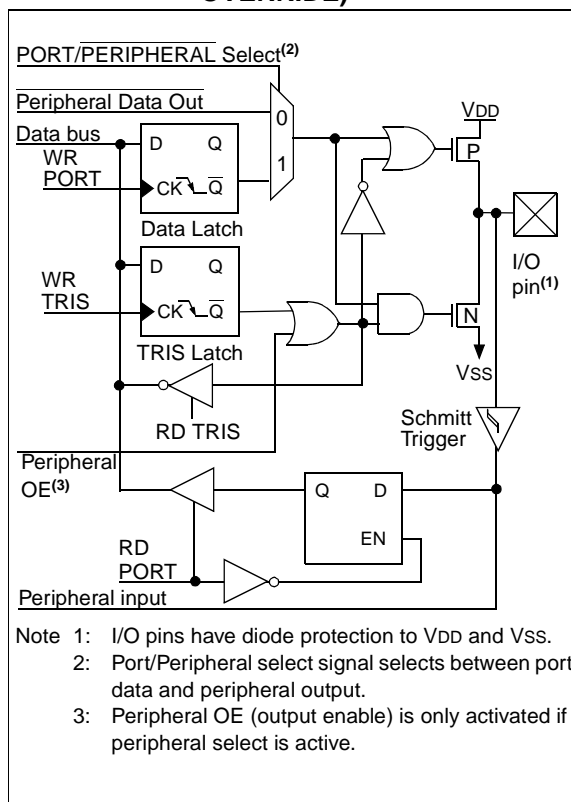 OVERRIDE)
PORT/PERIPHERAL Select(2)
Peripheral Data Out
Data bus
WR
PORT
D Q
CK Q
Data Latch
0
1
VDD
P
I/O
pin(1)
WR
TRIS
D Q
CK Q
TRIS Latch
N
VSS
RD TRIS
Schmitt
Trigger
Peripheral
OE(3)
Q D
EN
RD
PORT
Peripheral input
Note 1: I/O pins have diode protection to VDD and VSS.
2: Port/Peripheral select signal selects between port
data and peripheral output.
3: Peripheral OE (output enable) is only activated if
peripheral select is active.